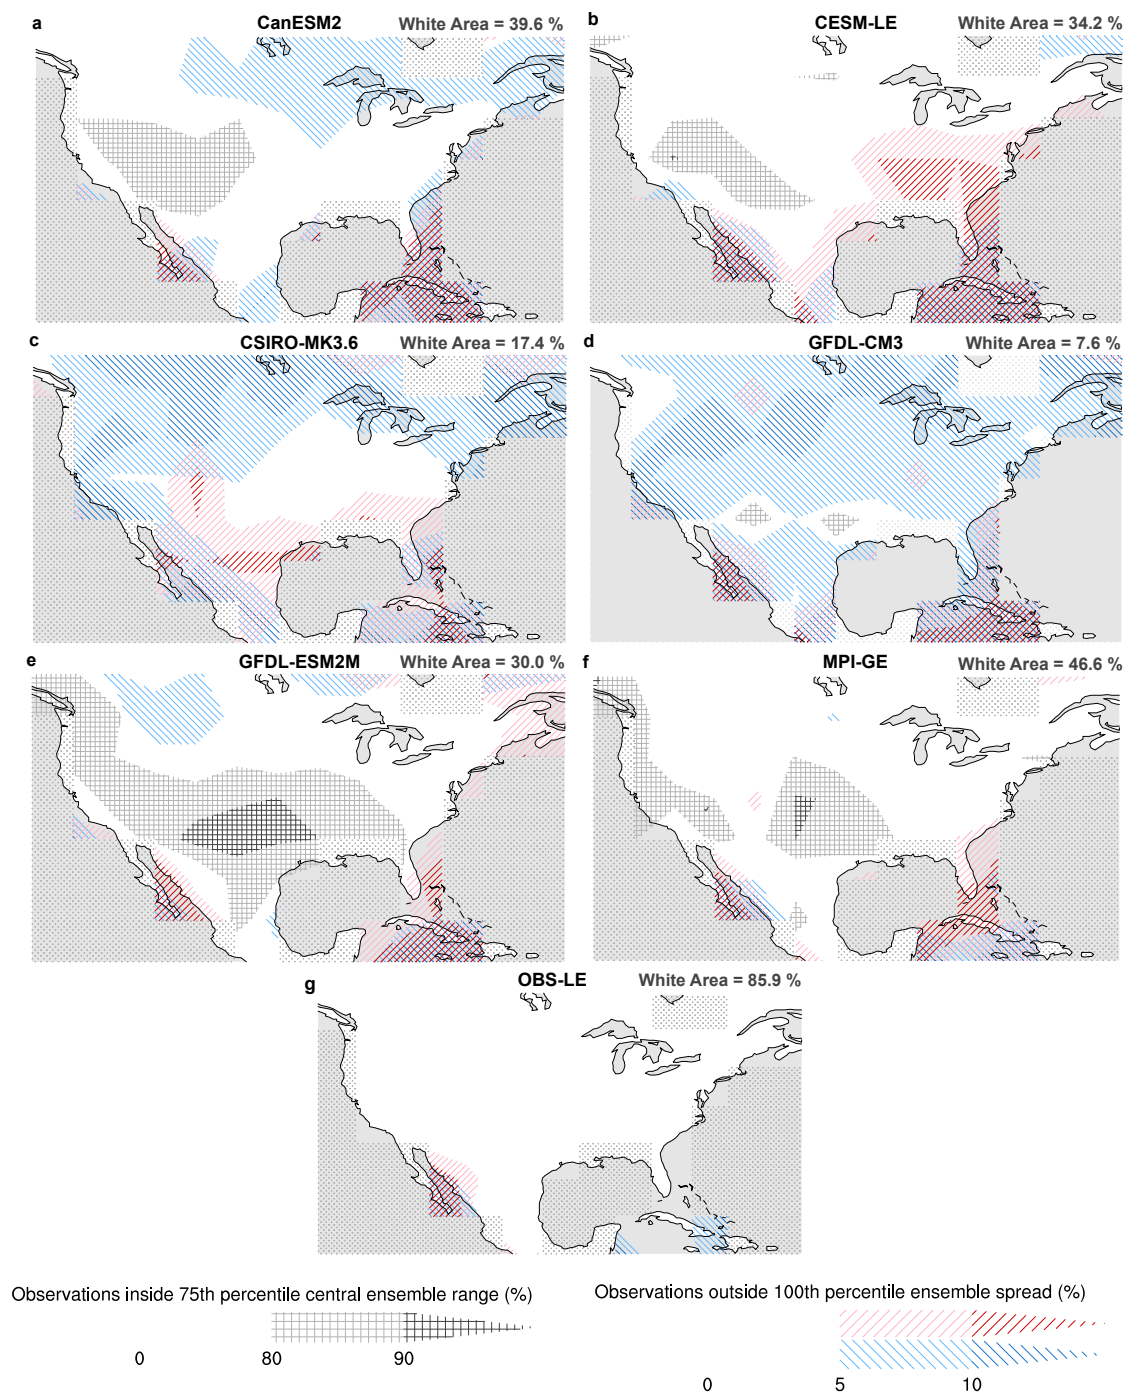 a CanESM2 White Area = 39.6 %
b CESM-LE White Area = 34.2 %
c CSIRO-MK3.6 White Area = 17.4 %
d GFDL-CM3 White Area = 7.6 %
e GFDL-ESM2M White Area = 30.0 %
f MPI-GE White Area = 46.6 %
g OBS-LE White Area = 85.9 %
Observations inside 75th percentile central ensemble range (%)
0 80 90
Observations outside 100th percentile ensemble spread (%)
0 5 10